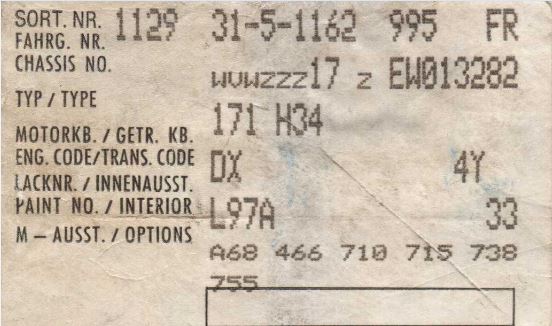 SORT. NR. 1129 31-5-1162 995 FR
FAHRG. NR.
CHASSIS NO. WVWZZZ17 Z EW013282
TYP / TYPE 171 H34
MOTORKB. / GETR. KB.
ENG. CODE/TRANS. CODE DX 4Y
LACKNR. / INNENAUSST.
PAINT NO. / INTERIOR L97A 33
M – AUSST. / OPTIONS A68 466 710 715 738
755